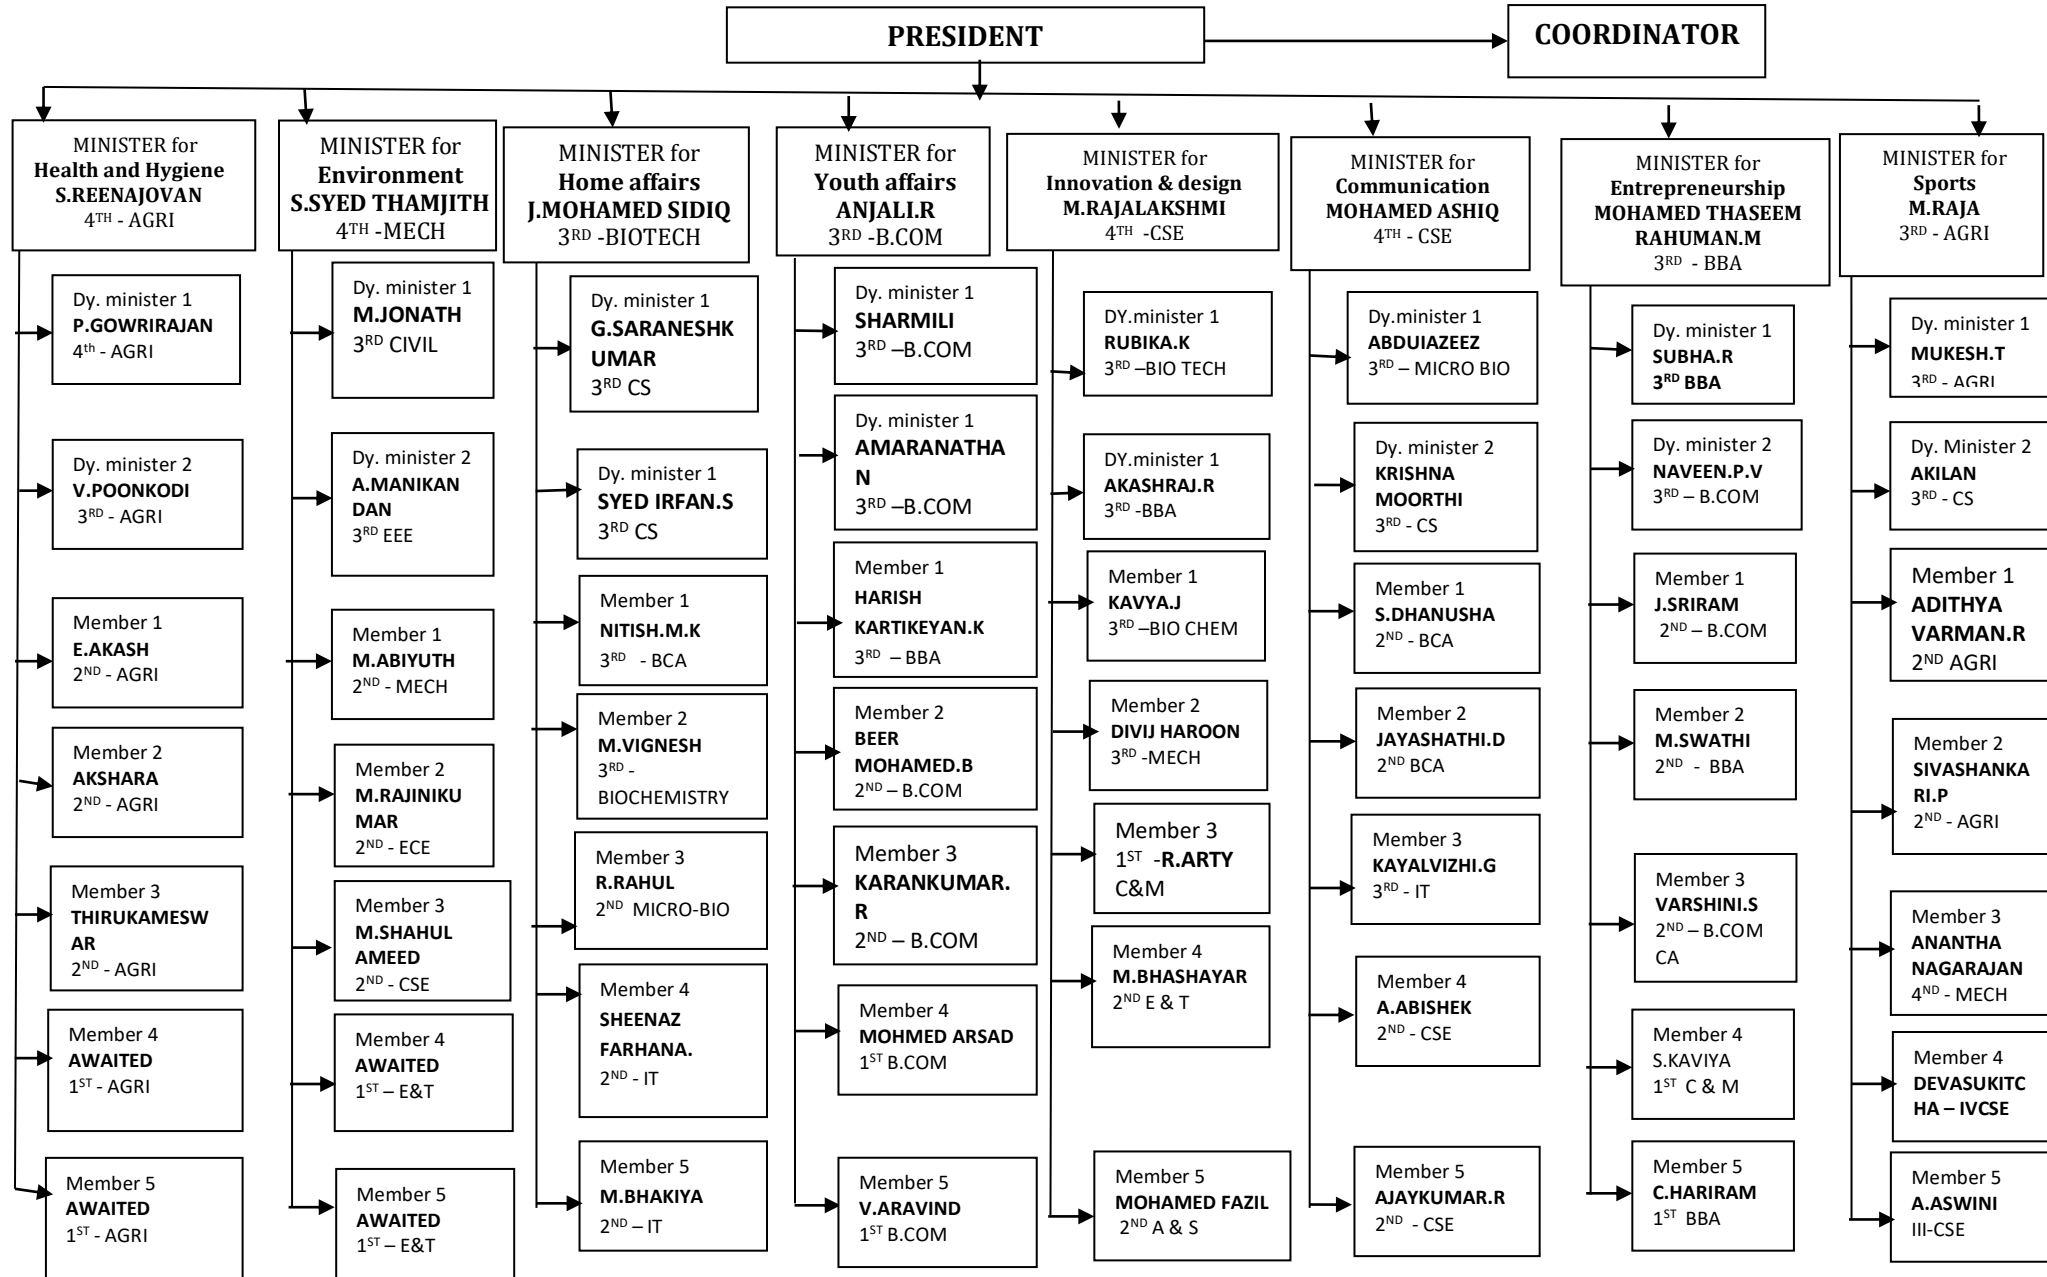 PRESIDENT
COORDINATOR
MINISTER for
Health and Hygiene
S.REENAJOVAN
4TH - AGRI
Dy. minister 1
P.GOWRIRAJAN
4th - AGRI
Dy. minister 2
V.POONKODI
3RD - AGRI
Member 1
E.AKASH
2ND - AGRI
Member 2
AKSHARA
2ND - AGRI
Member 3
THIRUKAMESW
AR
2ND - AGRI
Member 4
AWAITED
1ST - AGRI
Member 5
AWAITED
1ST - AGRI
MINISTER for
Environment
S.SYED THAMJITH
4TH -MECH
Dy. minister 1
M.JONATH
3RD CIVIL
Dy. minister 2
A.MANIKAN
DAN
3RD EEE
Member 1
M.ABIYUTH
2ND - MECH
Member 2
M.RAJINIKU
MAR
2ND - ECE
Member 3
M.SHAHUL
AMEED
2ND - CSE
Member 4
AWAITED
1ST – E&T
Member 5
AWAITED
1ST – E&T
MINISTER for
Home affairs
J.MOHAMED SIDIQ
3RD -BIOTECH
Dy. minister 1
G.SARANESHK
UMAR
3RD CS
Dy. minister 1
SYED IRFAN.S
3RD CS
Member 1
NITISH.M.K
3RD - BCA
Member 2
M.VIGNESH
3RD -
BIOCHEMISTRY
Member 3
R.RAHUL
2ND MICRO-BIO
Member 4
SHEENAZ
FARHANA.
2ND - IT
Member 5
M.BHAKIYA
2ND – IT
MINISTER for
Youth affairs
ANJALI.R
3RD -B.COM
Dy. minister 1
SHARMILI
3RD –B.COM
Dy. minister 1
AMARANATHA
N
3RD –B.COM
Member 1
HARISH
KARTIKEYAN.K
3RD – BBA
Member 2
BEER
MOHAMED.B
2ND – B.COM
Member 3
KARANKUMAR.
R
2ND – B.COM
Member 4
MOHMED ARSAD
1ST B.COM
Member 5
V.ARAVIND
1ST B.COM
MINISTER for
Innovation & design
M.RAJALAKSHMI
4TH -CSE
DY.minister 1
RUBIKA.K
3RD –BIO TECH
DY.minister 1
AKASHRAJ.R
3RD -BBA
Member 1
KAVYA.J
3RD –BIO CHEM
Member 2
DIVIJ HAROON
3RD -MECH
Member 3
1ST -R.ARTY
C&M
Member 4
M.BHASHAYAR
2ND E & T
Member 5
MOHAMED FAZIL
2ND A & S
MINISTER for
Communication
MOHAMED ASHIQ
4TH - CSE
DY.minister 1
ABDUIAZEEZ
3RD – MICRO BIO
Dy. minister 2
KRISHNA
MOORTHI
3RD - CS
Member 1
S.DHANUSHA
2ND - BCA
Member 2
JAYASHATHI.D
2ND BCA
Member 3
KAYALVIZHI.G
3RD - IT
Member 4
A.ABISHEK
2ND - CSE
Member 5
AJAYKUMAR.R
2ND - CSE
MINISTER for
Entrepreneurship
MOHAMED THASEEM
RAHUMAN.M
3RD - BBA
Dy. minister 1
SUBHA.R
3RD BBA
Dy. minister 2
NAVEEN.P.V
3RD – B.COM
Member 1
J.SRIRAM
2ND – B.COM
Member 2
M.SWATHI
2ND - BBA
Member 3
VARSHINI.S
2ND – B.COM
CA
Member 4
S.KAVIYA
1ST C & M
Member 5
C.HARIRAM
1ST BBA
MINISTER for
Sports
M.RAJA
3RD - AGRI
Dy. minister 1
MUKESH.T
3RD - AGRI
Dy. Minister 2
AKILAN
3RD - CS
Member 1
ADITHYA
VARMAN.R
2ND AGRI
Member 2
SIVASHANKA
RI.P
2ND - AGRI
Member 3
ANANTHA
NAGARAJAN
4ND - MECH
Member 4
DEVASUKITC
HA – IVCSE
Member 5
A.ASWINI
III-CSE